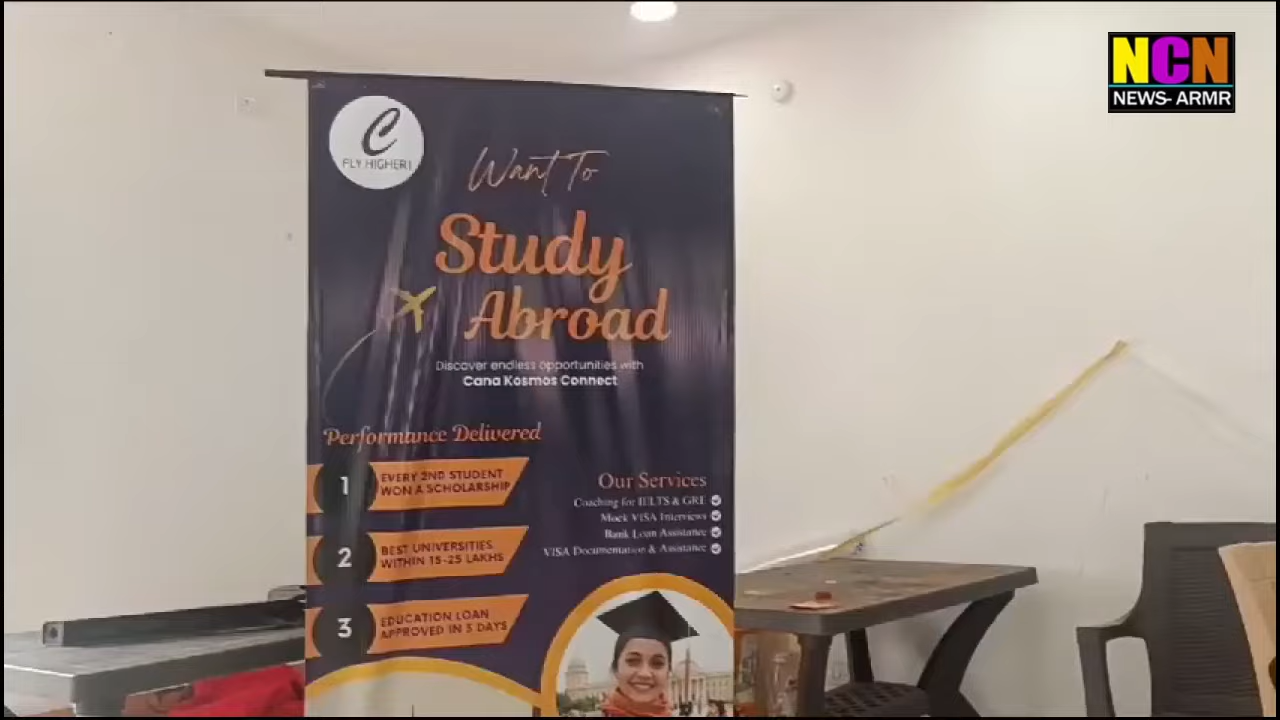 NCN
NEWS- ARMR
C
FLY HIGHER!
Want To
Study
Abroad
Discover endless opportunities with
Cana Kosmos Connect
Performance Delivered
1
EVERY 2ND STUDENT
WON A SCHOLARSHIP
2
BEST UNIVERSITIES
WITHIN 15-25 LAKHS
3
EDUCATION LOAN
APPROVED IN 3 DAYS
Our Services
Coaching for IELTS & GRE
Mock VISA Interviews
Bank Loan Assistance
VISA Documentation & Assistance